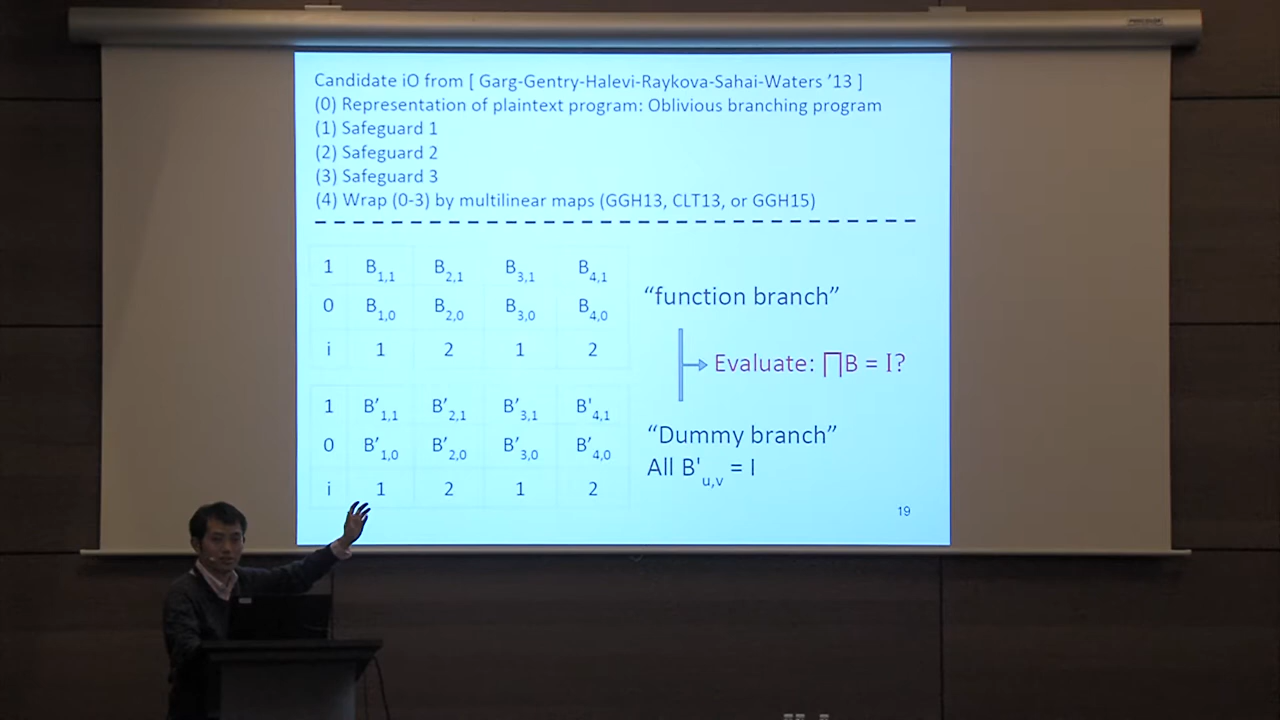 Candidate iO from [ Garg-Gentry-Halevi-Raykova-Sahai-Waters ’13 ]
(0) Representation of plaintext program: Oblivious branching program
(1) Safeguard 1
(2) Safeguard 2
(3) Safeguard 3
(4) Wrap (0-3) by multilinear maps (GGH13, CLT13, or GGH15)
1 B1,1 B2,1 B3,1 B4,1
0 B1,0 B2,0 B3,0 B4,0
i 1 2 1 2
“function branch”
Evaluate: ∏B = I?
1 B’1,1 B’2,1 B’3,1 B'4,1
0 B’1,0 B’2,0 B’3,0 B’4,0
i 1 2 1 2
“Dummy branch”
All B'u,v = I
19